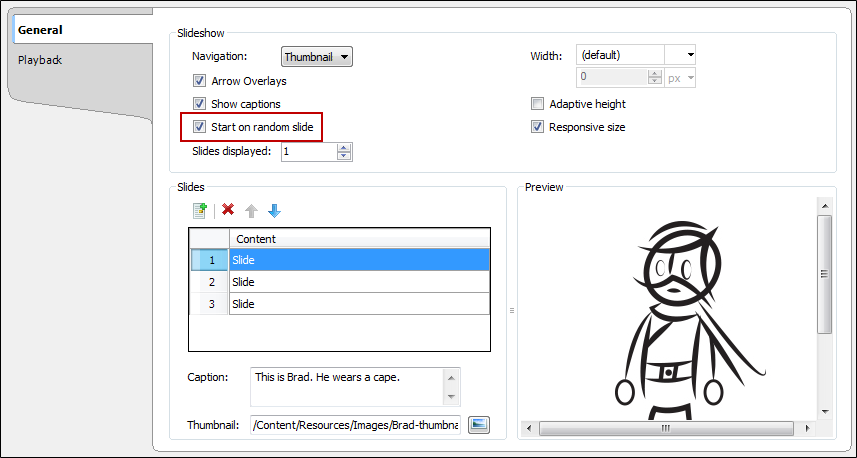 General
Playback
Slideshow
Navigation: Thumbnail
Width: (default)
0 px
Arrow Overlays
Show captions
Adaptive height
Start on random slide
Responsive size
Slides displayed: 1
Slides
Preview
Content
1 Slide
2 Slide
3 Slide
Caption: This is Brad. He wears a cape.
Thumbnail: /Content/Resources/Images/Brad-thumbna